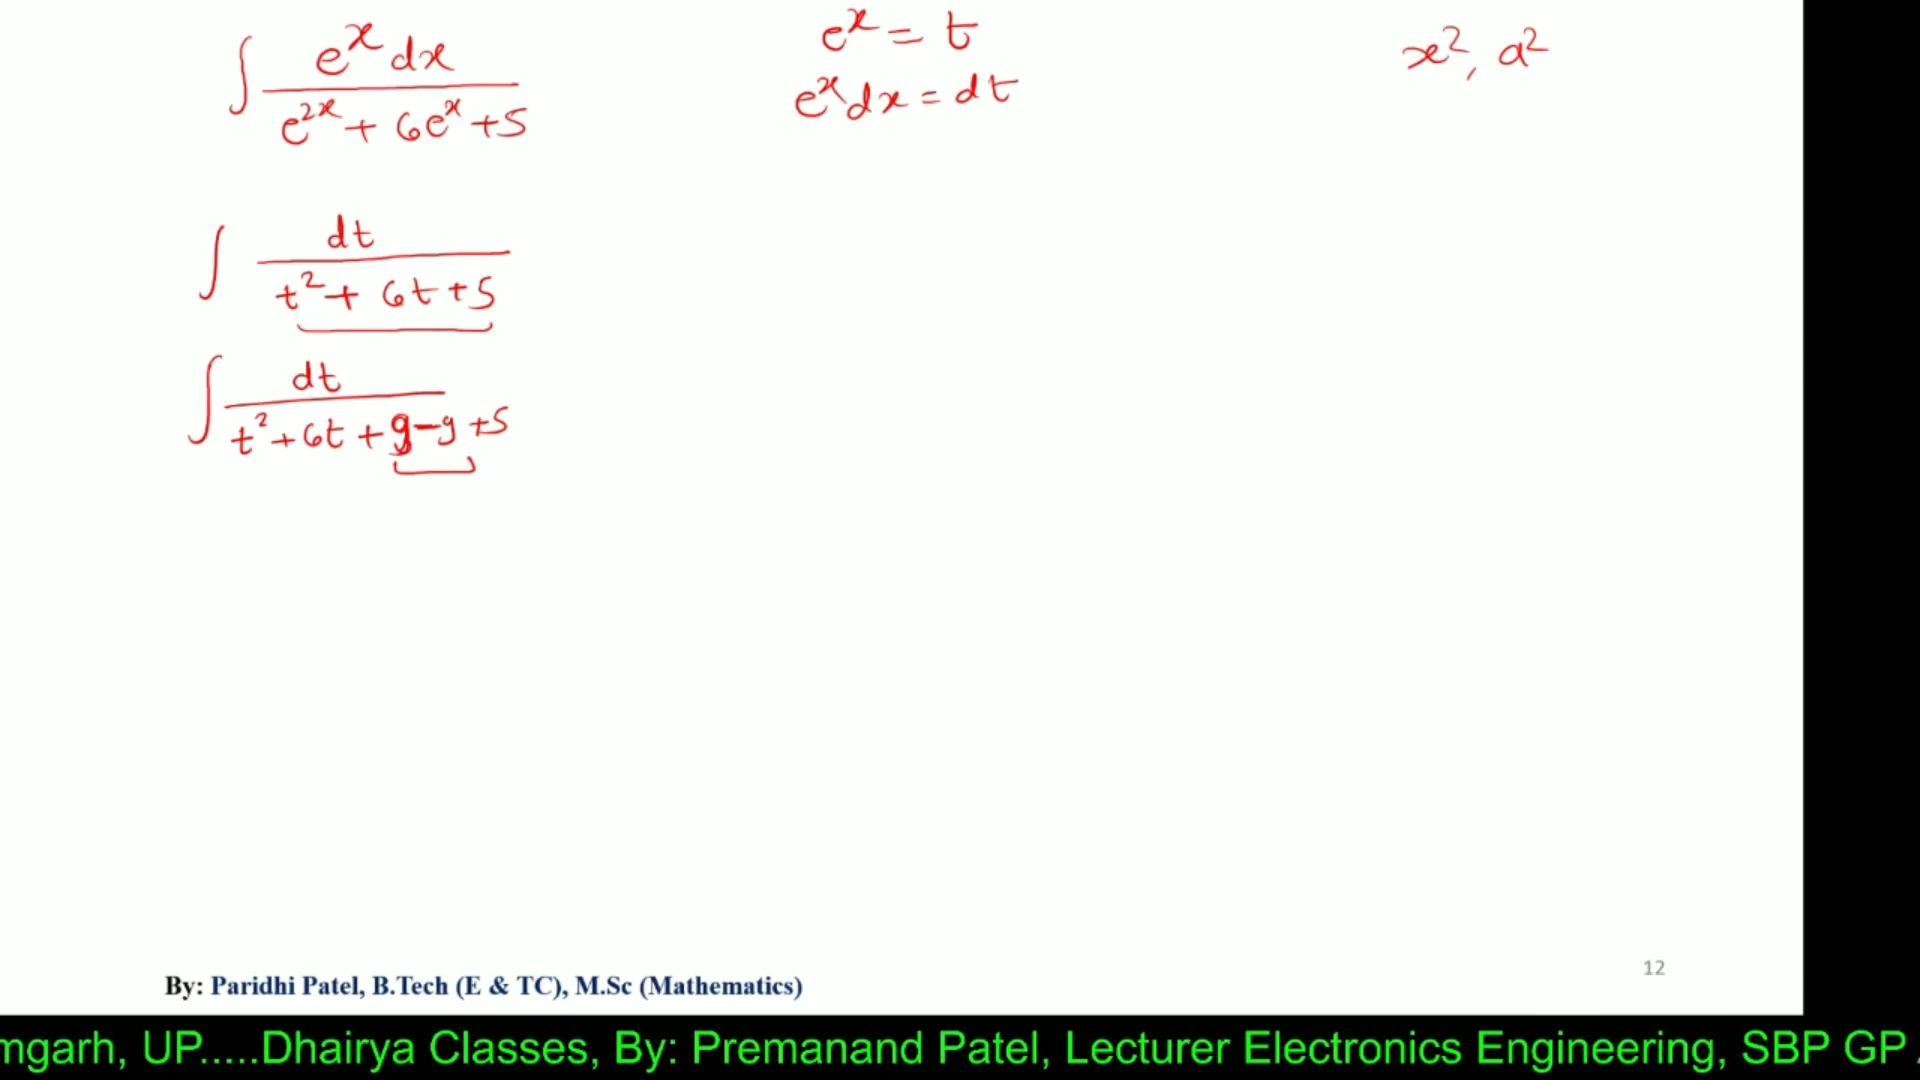 ∫ e^x dx / (e^{2x} + 6e^x + 5)
e^x = t
e^x dx = dt
x², a²
∫ dt / (t² + 6t + 5)
∫ dt / (t² + 6t + 9 - 9 + 5)
12
By: Paridhi Patel, B.Tech (E & TC), M.Sc (Mathematics)
mgarh, UP.....Dhairya Classes, By: Premanand Patel, Lecturer Electronics Engineering, SBP GP